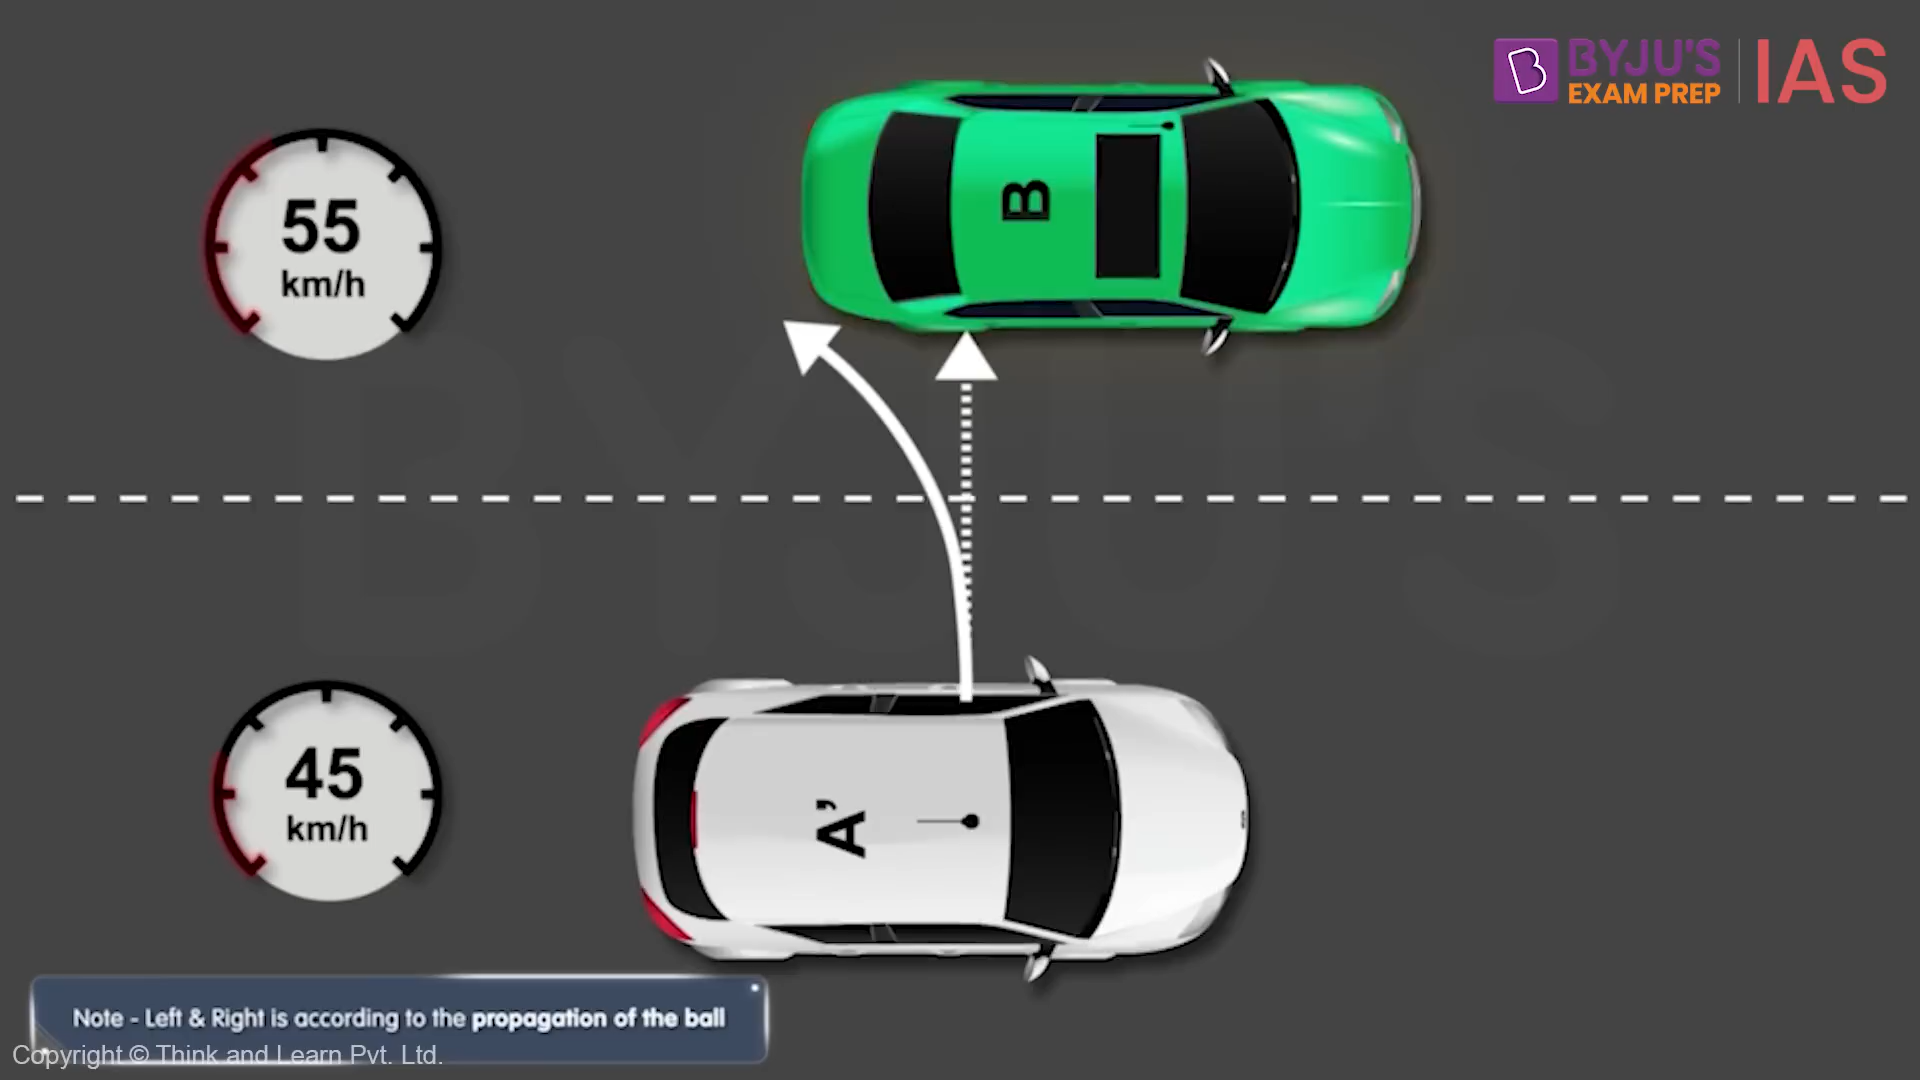 BYJU'S
EXAM PREP
IAS
55
km/h
B
BYJU'S
45
km/h
A'
Note - Left & Right is according to the propagation of the ball
Copyright © Think and Learn Pvt. Ltd.